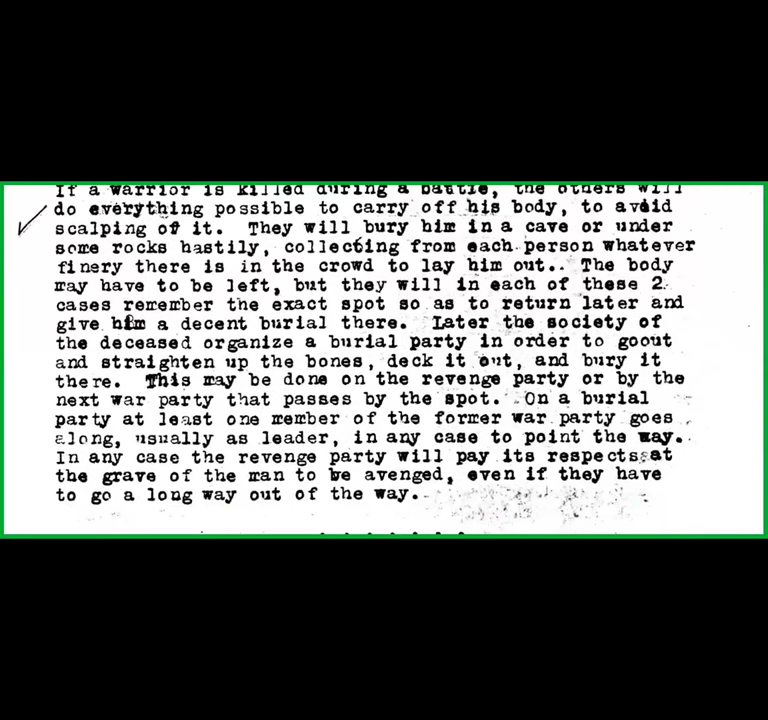 If a warrior is killed during a battle, the others will
do everything possible to carry off his body, to avoid
scalping of it. They will bury him in a cave or under
some rocks hastily, collecting from each person whatever
finery there is in the crowd to lay him out.. The body
may have to be left, but they will in each of these 2
cases remember the exact spot so as to return later and
give him a decent burial there. Later the society of
the deceased organize a burial party in order to goout
and straighten up the bones, deck it out, and bury it
there. This may be done on the revenge party or by the
next war party that passes by the spot. On a burial
party at least one member of the former war party goes
along, usually as leader, in any case to point the way.
In any case the revenge party will pay its respects at
the grave of the man to be avenged, even if they have
to go a long way out of the way.